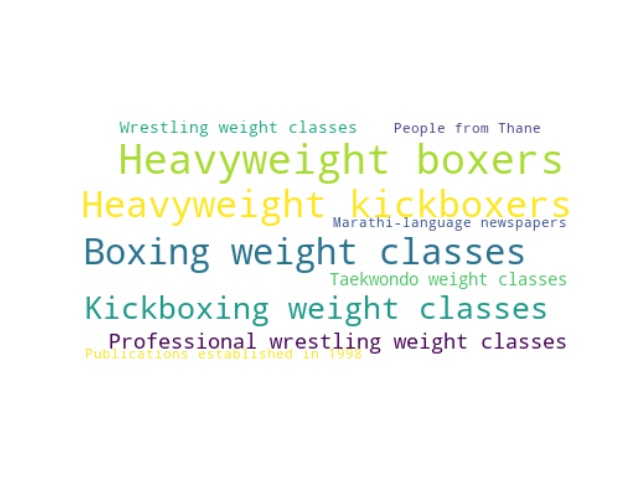 Wrestling weight classes
People from Thane
Heavyweight boxers
Heavyweight kickboxers
Marathi-language newspapers
Boxing weight classes
Taekwondo weight classes
Kickboxing weight classes
Professional wrestling weight classes
Publications established in 1998